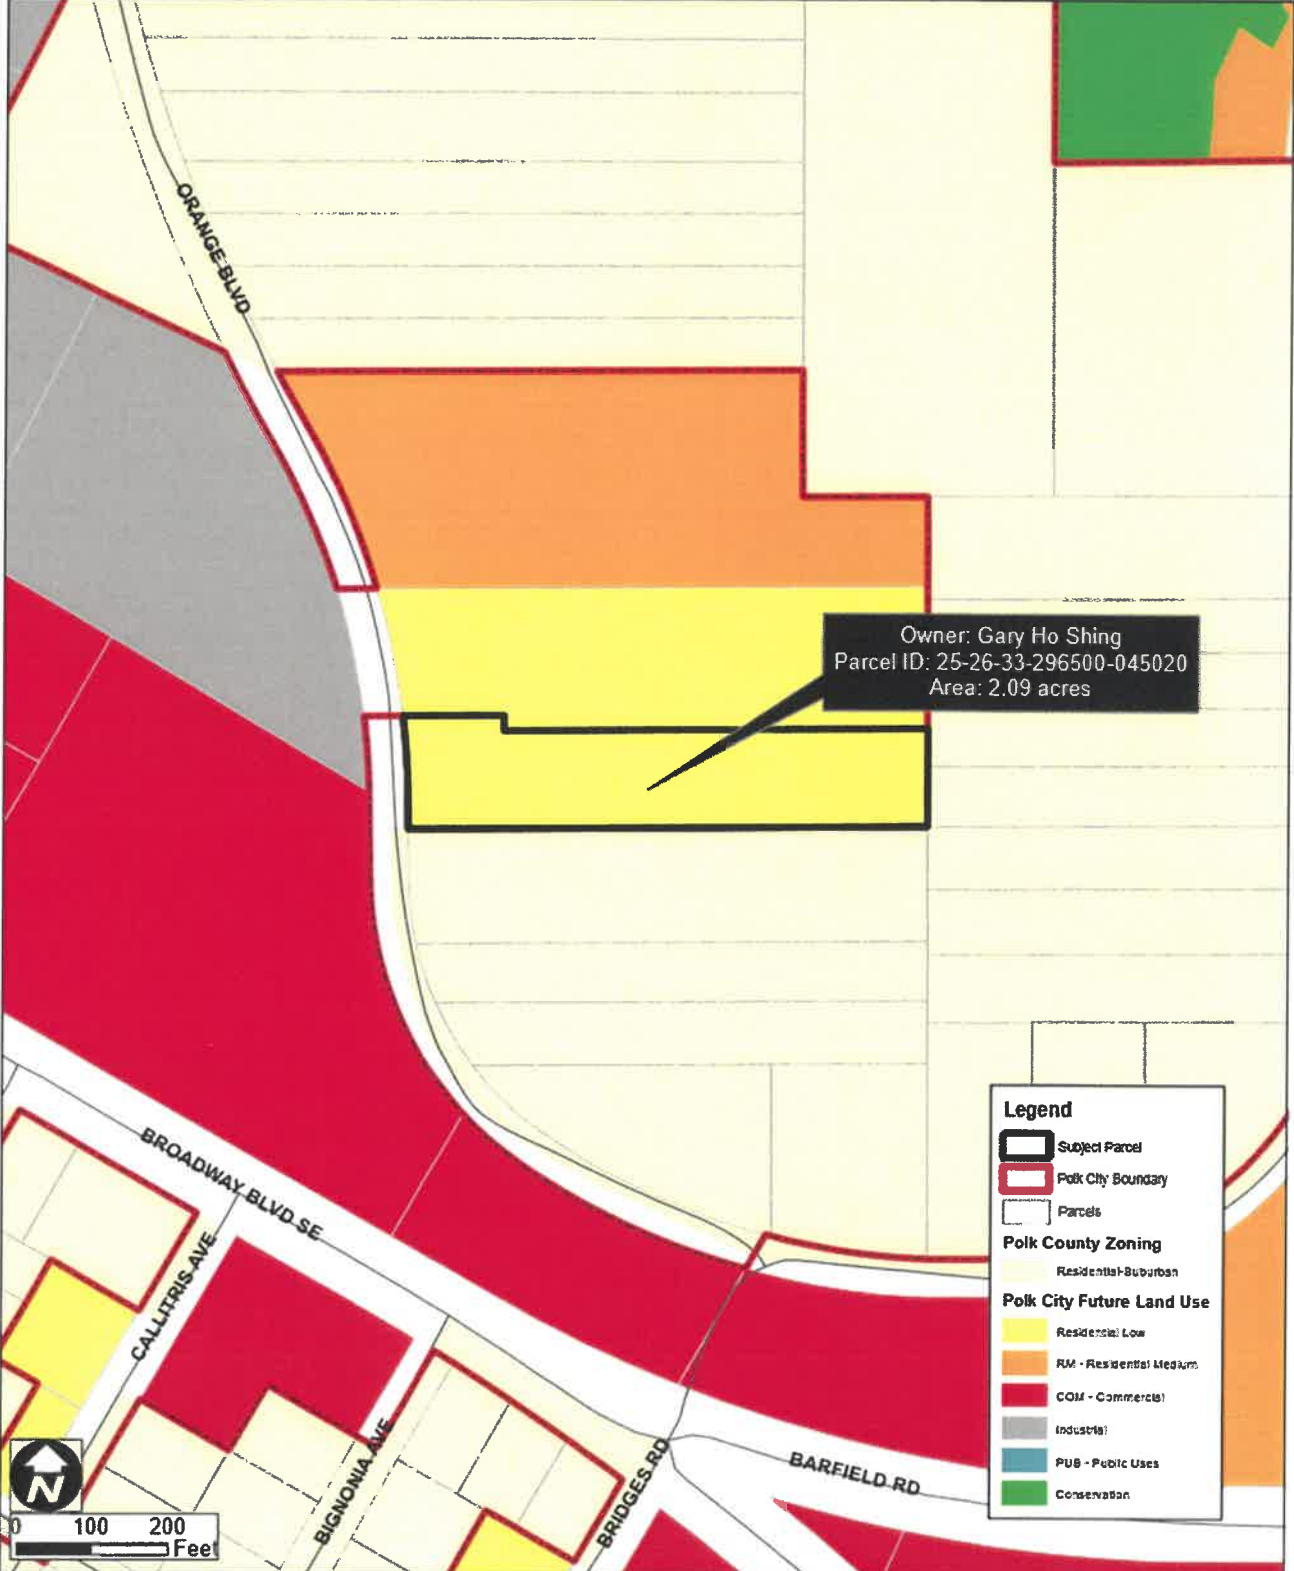 ORANGE BLVD
Owner: Gary Ho Shing
Parcel ID: 25-26-33-296500-045020
Area: 2.09 acres
BROADWAY BLVD SE
CALLITRIS AVE
BIGNONIA AVE
BRIDGES RD
BARFIELD RD
Legend
Subject Parcel
Polk City Boundary
Parcels
Polk County Zoning
Residential-Suburban
Polk City Future Land Use
Residential Low
RM - Residential Medium
COM - Commercial
Industrial
PUB - Public Uses
Conservation
N
0 100 200
Feet